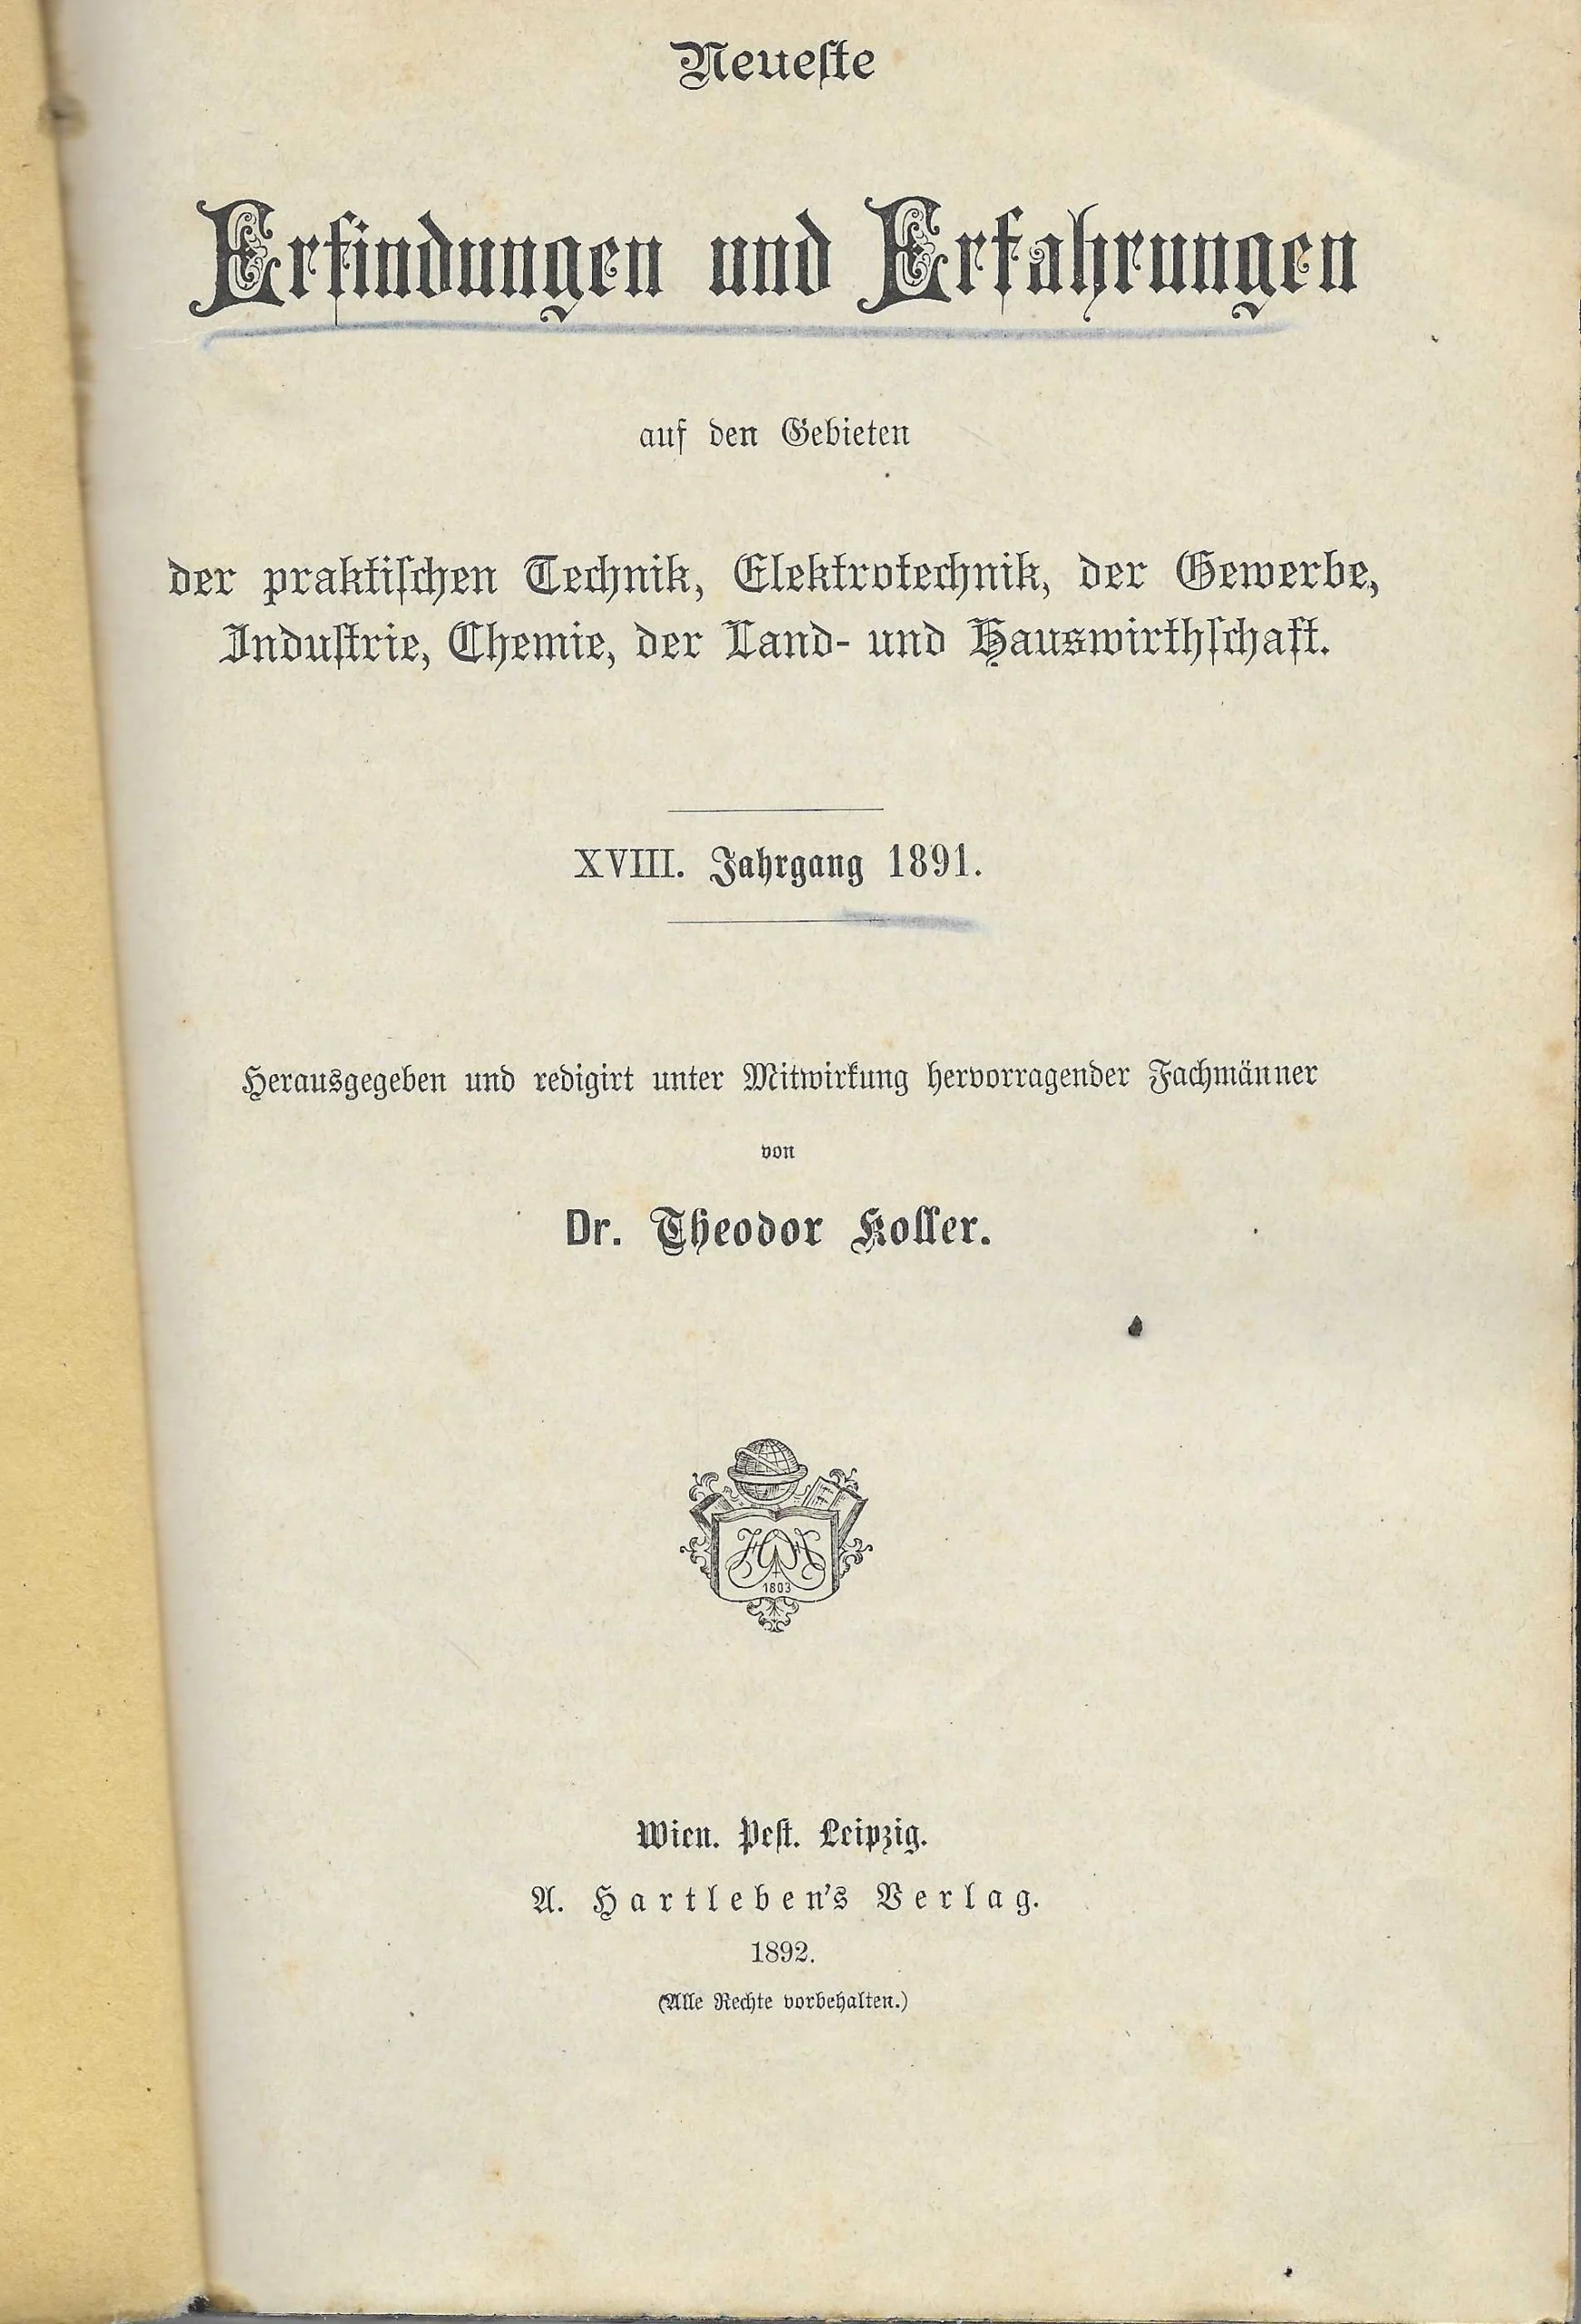 Neueste
Erfindungen und Erfahrungen
auf den Gebieten
der praktischen Technik, Elektrotechnik, der Gewerbe,
Industrie, Chemie, der Land- und Hauswirthschaft.
XVIII. Jahrgang 1891.
Herausgegeben und redigirt unter Mitwirkung hervorragender Fachmänner
von
Dr. Theodor Koller.
1803
Wien. Pest. Leipzig.
A. Hartleben's Verlag.
1892.
(Alle Rechte vorbehalten.)